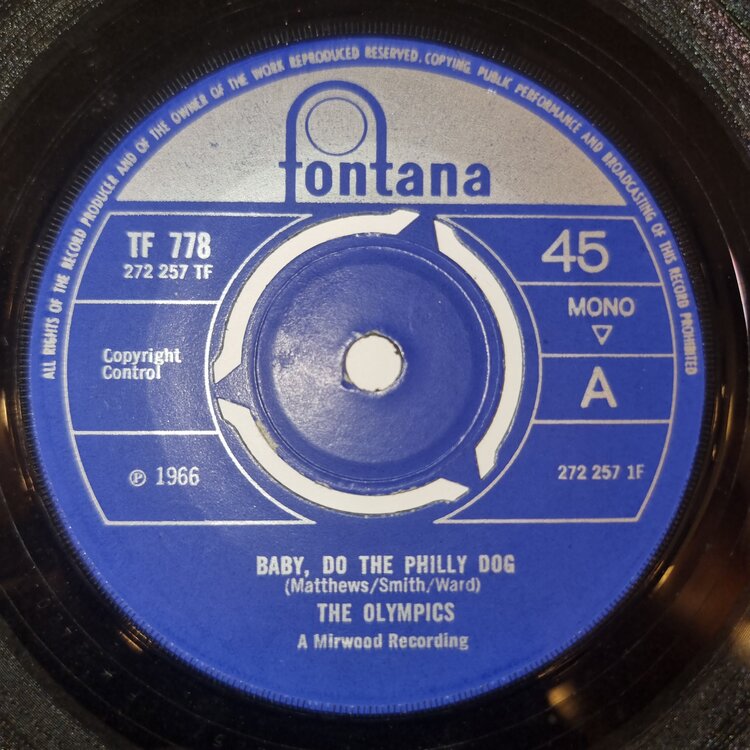 ALL RIGHTS OF THE RECORD PRODUCER AND OF THE OWNER OF THE WORK REPRODUCED RESERVED. COPYING, PUBLIC PERFORMANCE AND BROADCASTING OF THIS RECORD PROHIBITED
fontana
TF 778
272 257 TF
45
MONO
Copyright
Control
A
℗ 1966
272 257 1F
BABY, DO THE PHILLY DOG
(Matthews/Smith/Ward)
THE OLYMPICS
A Mirwood Recording